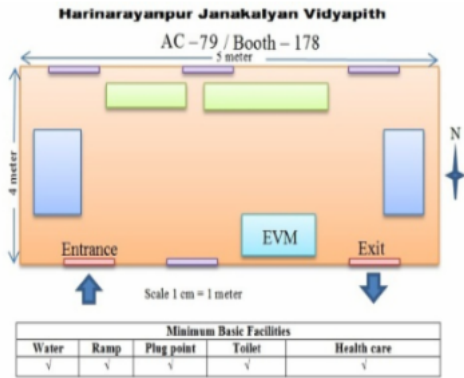 Harinarayanpur Janakalyan Vidyapith
AC –79 / Booth – 178
5 meter
4 meter
N
Entrance
EVM
Exit
Scale 1 cm = 1 meter
Minimum Basic Facilities
Water Ramp Plug point Toilet Health care
√ √ √ √ √